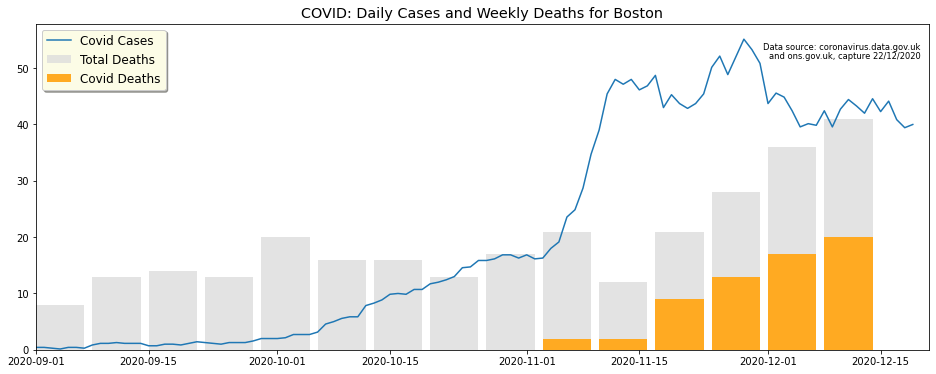 COVID: Daily Cases and Weekly Deaths for Boston
Covid Cases
Total Deaths
Covid Deaths
Data source: coronavirus.data.gov.uk
and ons.gov.uk, capture 22/12/2020
50
40
30
20
10
0
2020-09-01
2020-09-15
2020-10-01
2020-10-15
2020-11-01
2020-11-15
2020-12-01
2020-12-15